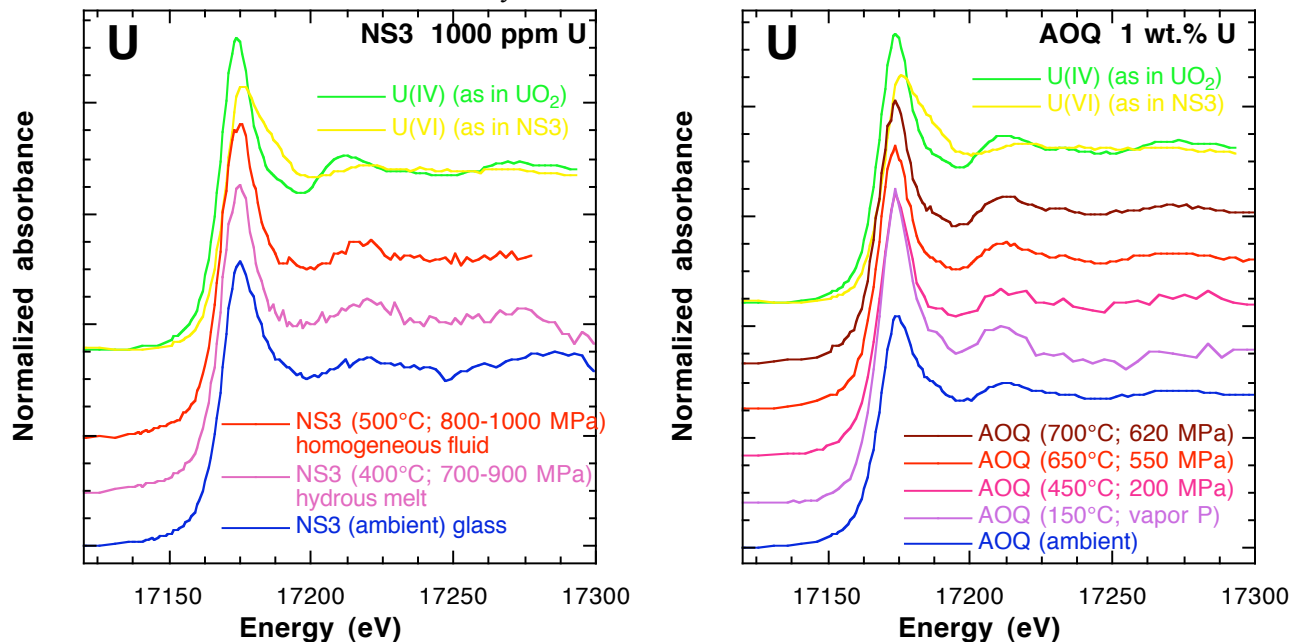 U
NS3 1000 ppm U
U(IV) (as in UO2)
U(VI) (as in NS3)
NS3 (500°C; 800-1000 MPa)
homogeneous fluid
NS3 (400°C; 700-900 MPa)
hydrous melt
NS3 (ambient) glass
Normalized absorbance
17150
17200
17250
17300
Energy (eV)
U
AOQ 1 wt.% U
U(IV) (as in UO2)
U(VI) (as in NS3)
AOQ (700°C; 620 MPa)
AOQ (650°C; 550 MPa)
AOQ (450°C; 200 MPa)
AOQ (150°C; vapor P)
AOQ (ambient)
Normalized absorbance
17150
17200
17250
17300
Energy (eV)